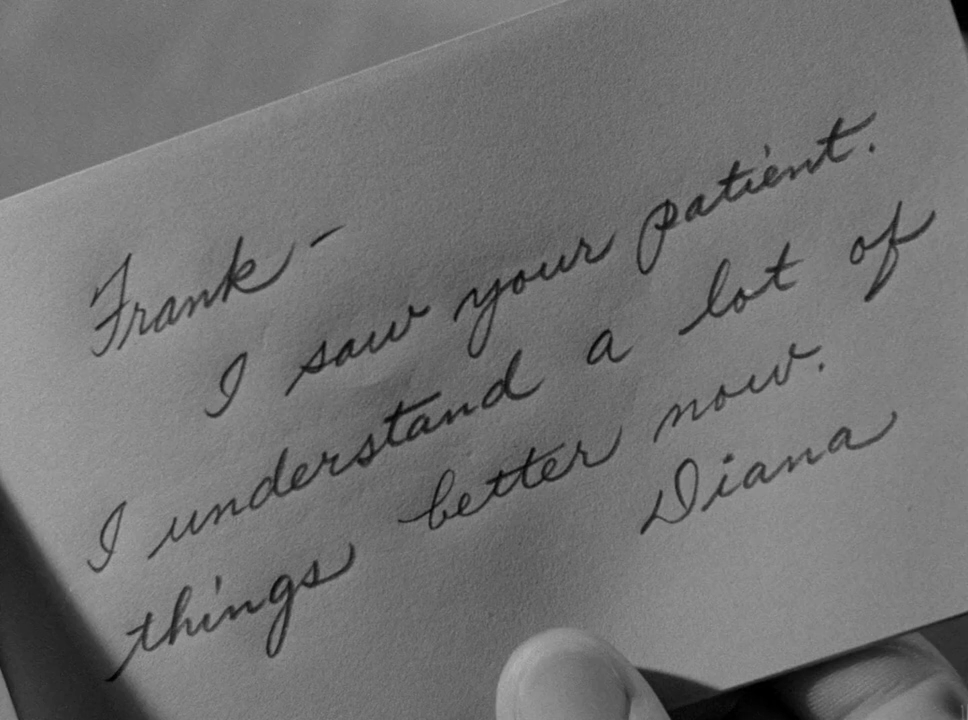 Frank –
I saw your patient.
I understand a lot of
things better now.
Diana